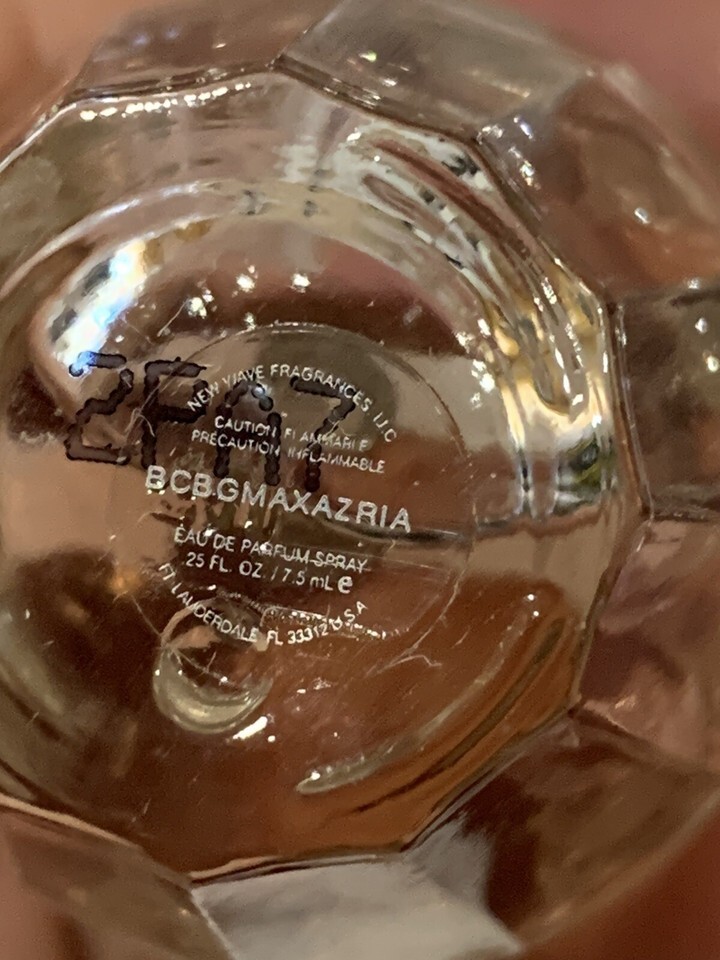 NEW WAVE FRAGRANCES LLC
2PA7
CAUTION FLAMMABLE
PRECAUTION INFLAMMABLE
BCBGMAXAZRIA
EAU DE PARFUM SPRAY
25 FL. OZ. / 7.5 mL e
FT LAUDERDALE FL 33312 U.S.A